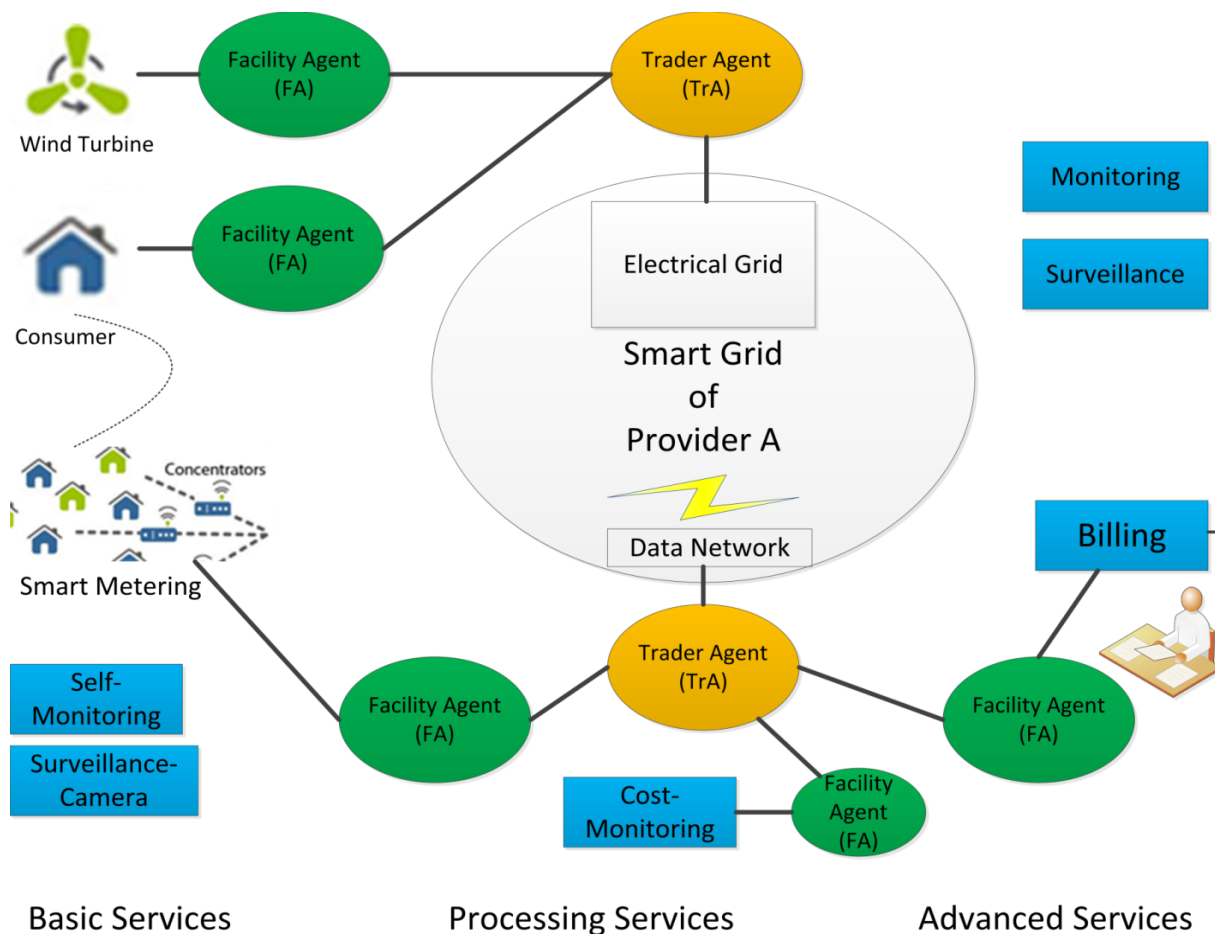 Facility Agent
(FA)
Trader Agent
(TrA)
Wind Turbine
Monitoring
Facility Agent
(FA)
Electrical Grid
Surveillance
Consumer
Smart Grid
of
Provider A
Concentrators
Data Network
Billing
Smart Metering
Trader Agent
(TrA)
Self-
Monitoring
Facility Agent
(FA)
Facility Agent
(FA)
Surveillance-
Camera
Cost-
Monitoring
Facility
Agent
(FA)
Basic Services
Processing Services
Advanced Services